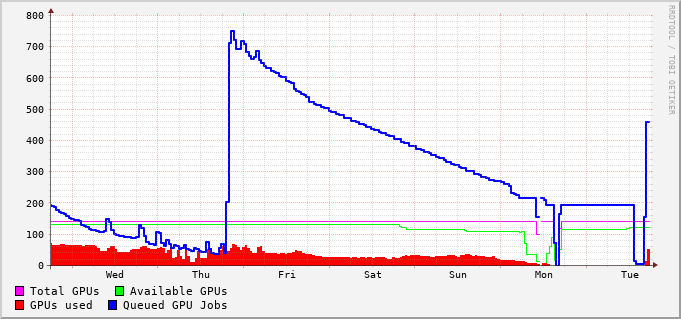 800
700
600
500
400
300
200
100
0
Wed Thu Fri Sat Sun Mon Tue
Total GPUs Available GPUs
GPUs used Queued GPU Jobs
RRDTOOL / TOBI OETIKER